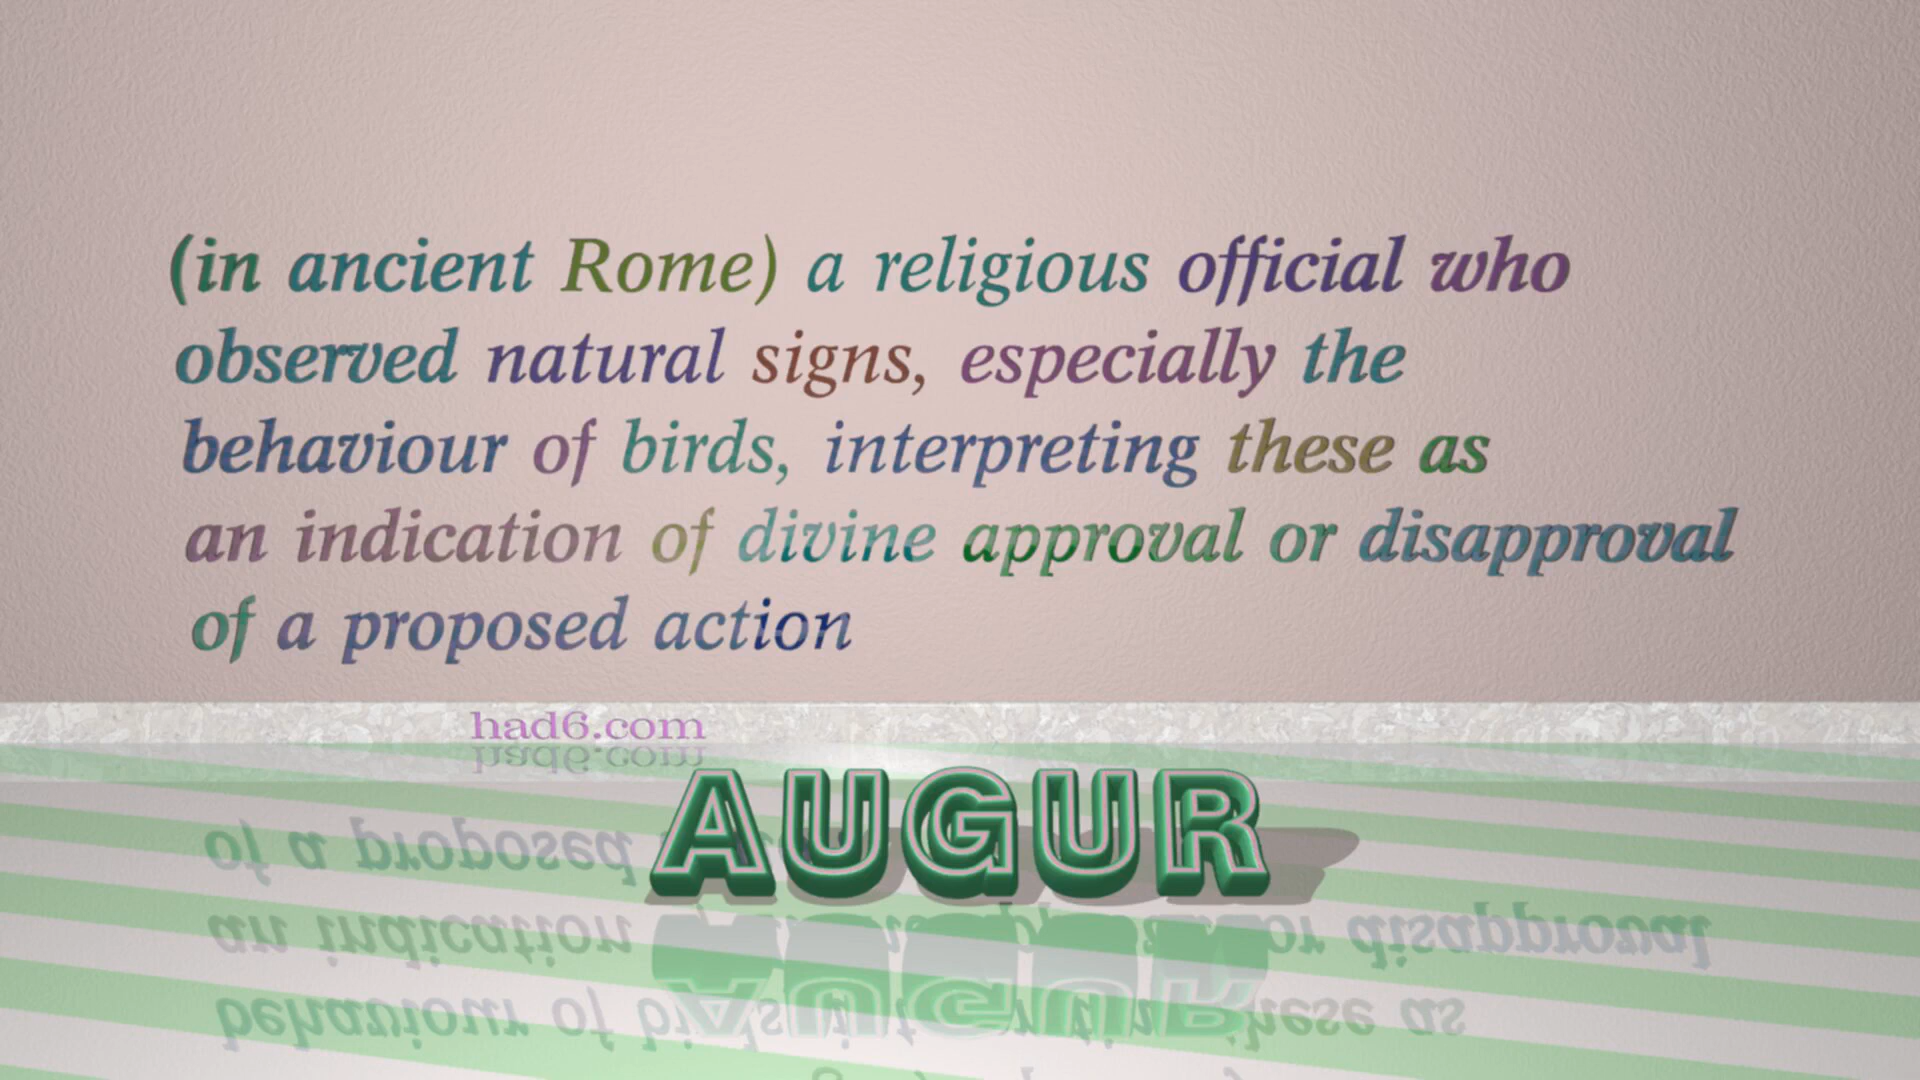 (in ancient Rome) a religious official who
observed natural signs, especially the
behaviour of birds, interpreting these as
an indication of divine approval or disapproval
of a proposed action
had6.com
AUGUR